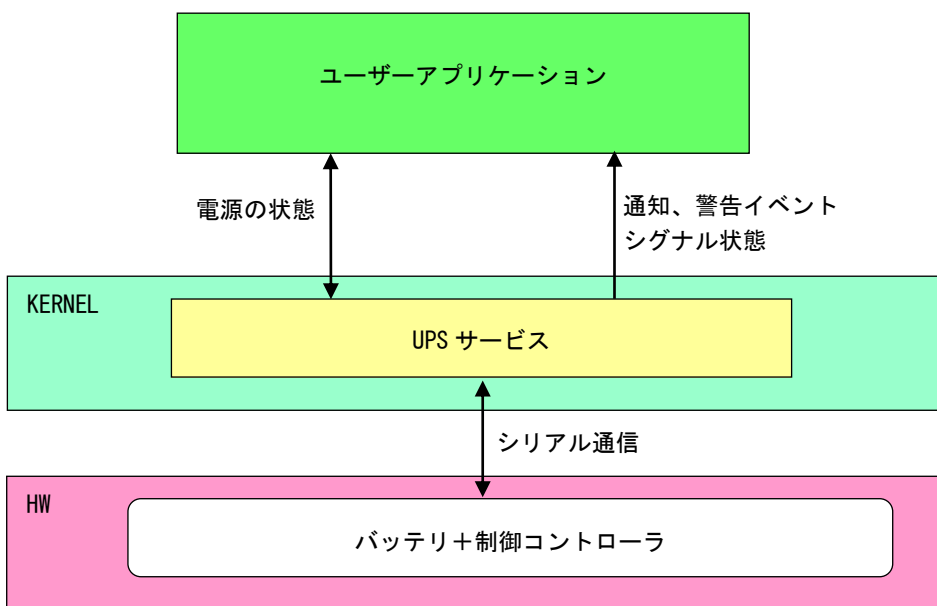 ユーザーアプリケーション
電源の状態
通知、警告イベント
シグナル状態
KERNEL
UPS サービス
シリアル通信
HW
バッテリ＋制御コントローラ